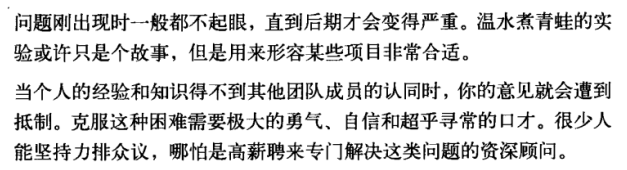 问题刚出现时一般都不起眼，直到后期才会变得严重。温水煮青蛙的实
验或许只是个故事，但是用来形容某些项目非常合适。
当个人的经验和知识得不到其他团队成员的认同时，你的意见就会遭到
抵制。克服这种困难需要极大的勇气、自信和超乎寻常的口才。很少人
能坚持力排众议，哪怕是高薪聘来专门解决这类问题的资深顾问。